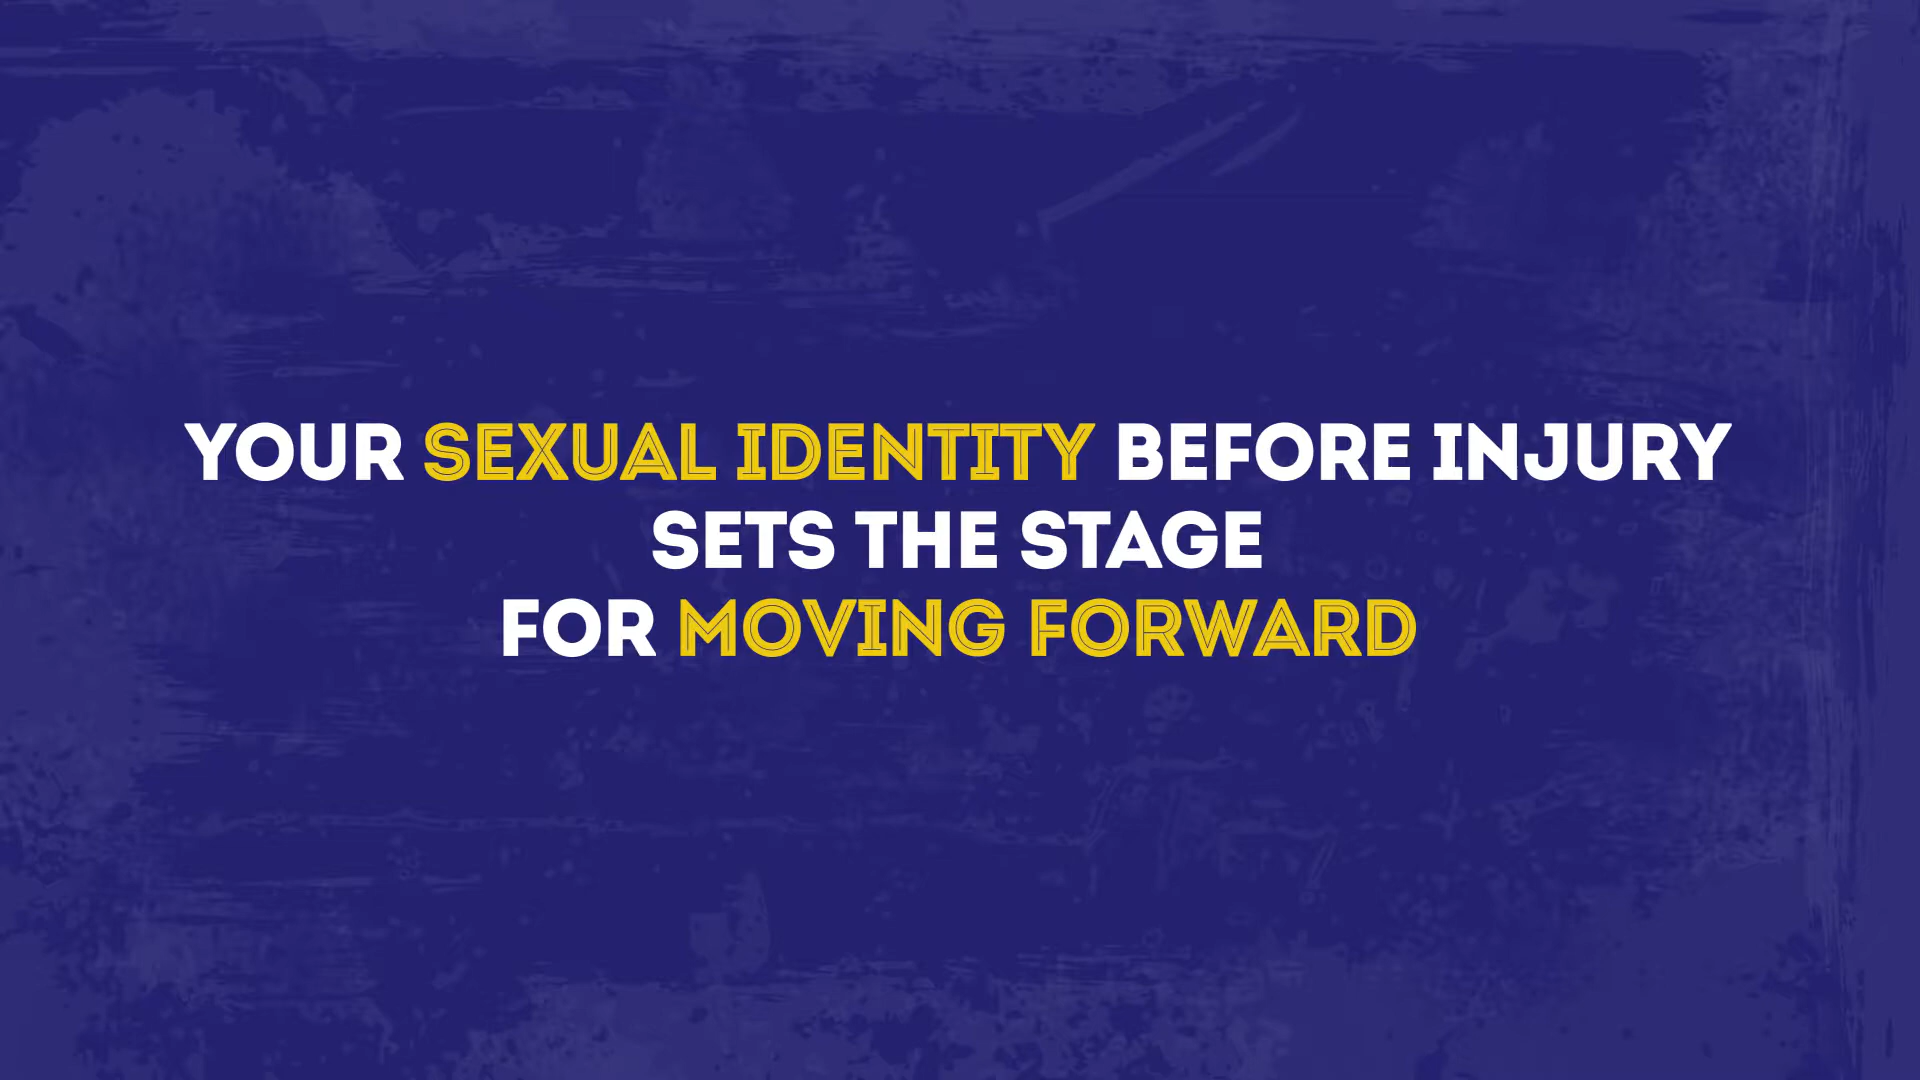 YOUR SEXUAL IDENTITY BEFORE INJURY
SETS THE STAGE
FOR MOVING FORWARD